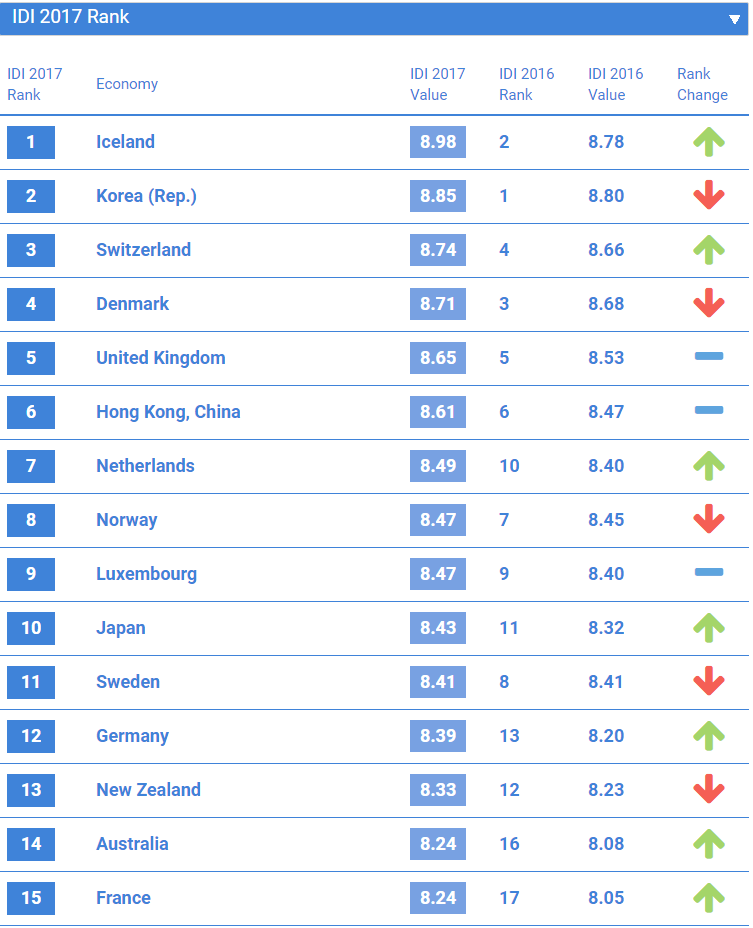 IDI 2017 Rank
IDI 2017 Rank Economy IDI 2017 Value IDI 2016 Rank IDI 2016 Value Rank Change
1 Iceland 8.98 2 8.78
2 Korea (Rep.) 8.85 1 8.80
3 Switzerland 8.74 4 8.66
4 Denmark 8.71 3 8.68
5 United Kingdom 8.65 5 8.53
6 Hong Kong, China 8.61 6 8.47
7 Netherlands 8.49 10 8.40
8 Norway 8.47 7 8.45
9 Luxembourg 8.47 9 8.40
10 Japan 8.43 11 8.32
11 Sweden 8.41 8 8.41
12 Germany 8.39 13 8.20
13 New Zealand 8.33 12 8.23
14 Australia 8.24 16 8.08
15 France 8.24 17 8.05